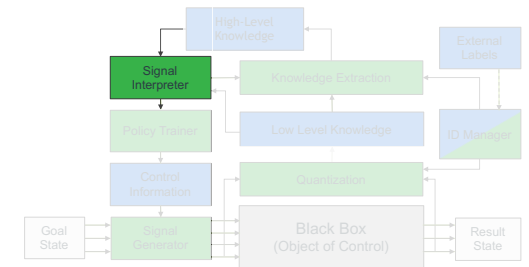 High-Level
Knowledge
External
Labels
Signal
Interpreter
Knowledge Extraction
Policy Trainer
Low Level Knowledge
ID Manager
Control
Information
Quantization
Goal
State
Signal
Generator
Black Box
(Object of Control)
Result
State